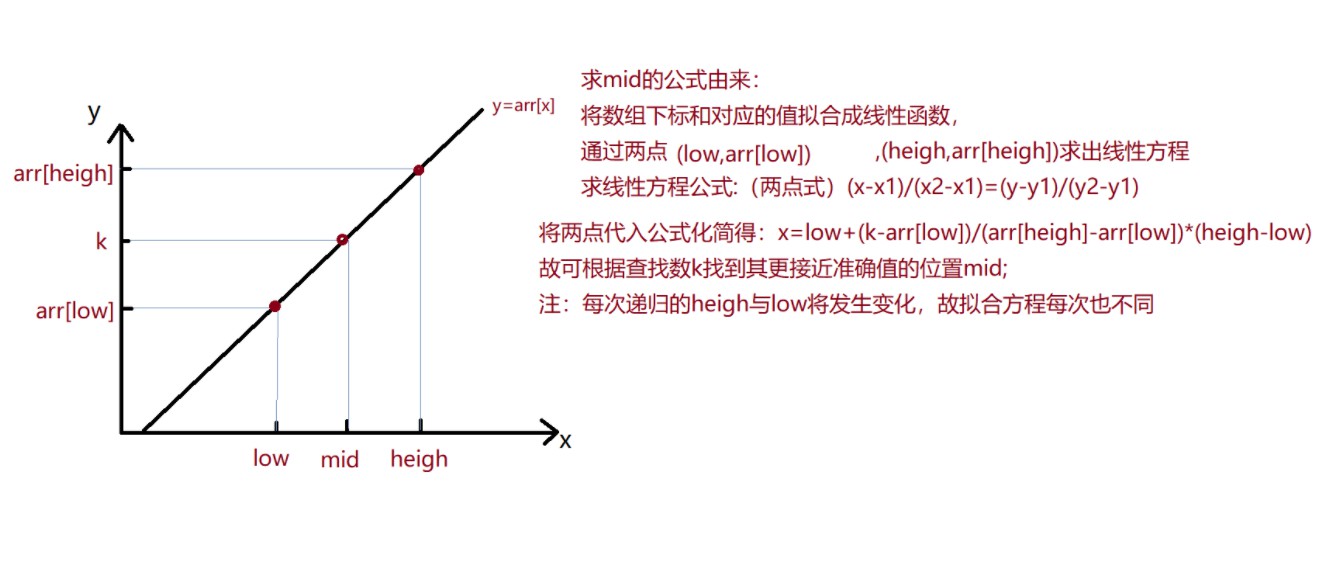 y
y=arr[x]
arr[heigh]
k
arr[low]
low
mid
heigh
x
求mid的公式由来：
将数组下标和对应的值拟合成线性函数，
通过两点 (low,arr[low]) ,(heigh,arr[heigh])求出线性方程
求线性方程公式:（两点式）(x-x1)/(x2-x1)=(y-y1)/(y2-y1)
将两点代入公式化简得：x=low+(k-arr[low])/(arr[heigh]-arr[low])*(heigh-low)
故可根据查找数k找到其更接近准确值的位置mid;
注：每次递归的heigh与low将发生变化，故拟合方程每次也不同